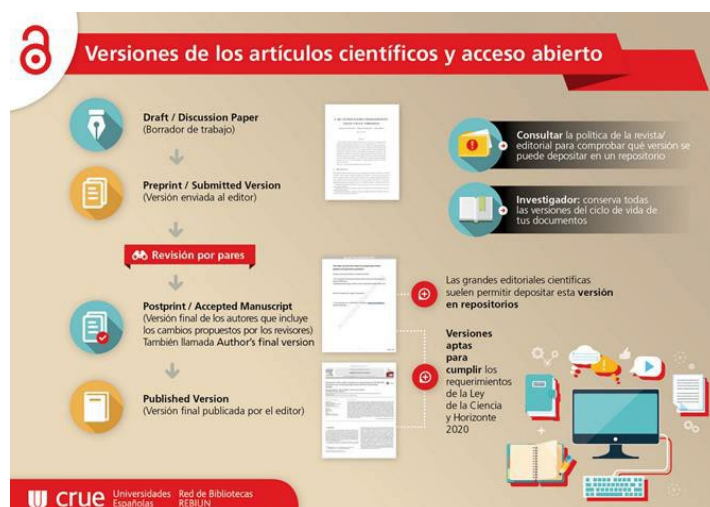 Versiones de los artículos científicos y acceso abierto
Draft / Discussion Paper
(Borrador de trabajo)
Preprint / Submitted Version
(Versión enviada al editor)
Revisión por pares
Postprint / Accepted Manuscript
(Versión final de los autores que incluye
los cambios propuestos por los revisores)
También llamada Author's final version
Published Version
(Versión final publicada por el editor)
Consultar la política de la revista/
editorial para comprobar qué versión se
puede depositar en un repositorio
Investigador: conserva todas
las versiones del ciclo de vida de
tus documentos
Las grandes editoriales científicas
suelen permitir depositar esta versión
en repositorios
Versiones
aptas
para
cumplir los
requerimientos
de la Ley
de la Ciencia
y Horizonte
2020
crue
Universidades
Españolas
Red de Bibliotecas
REBIUN